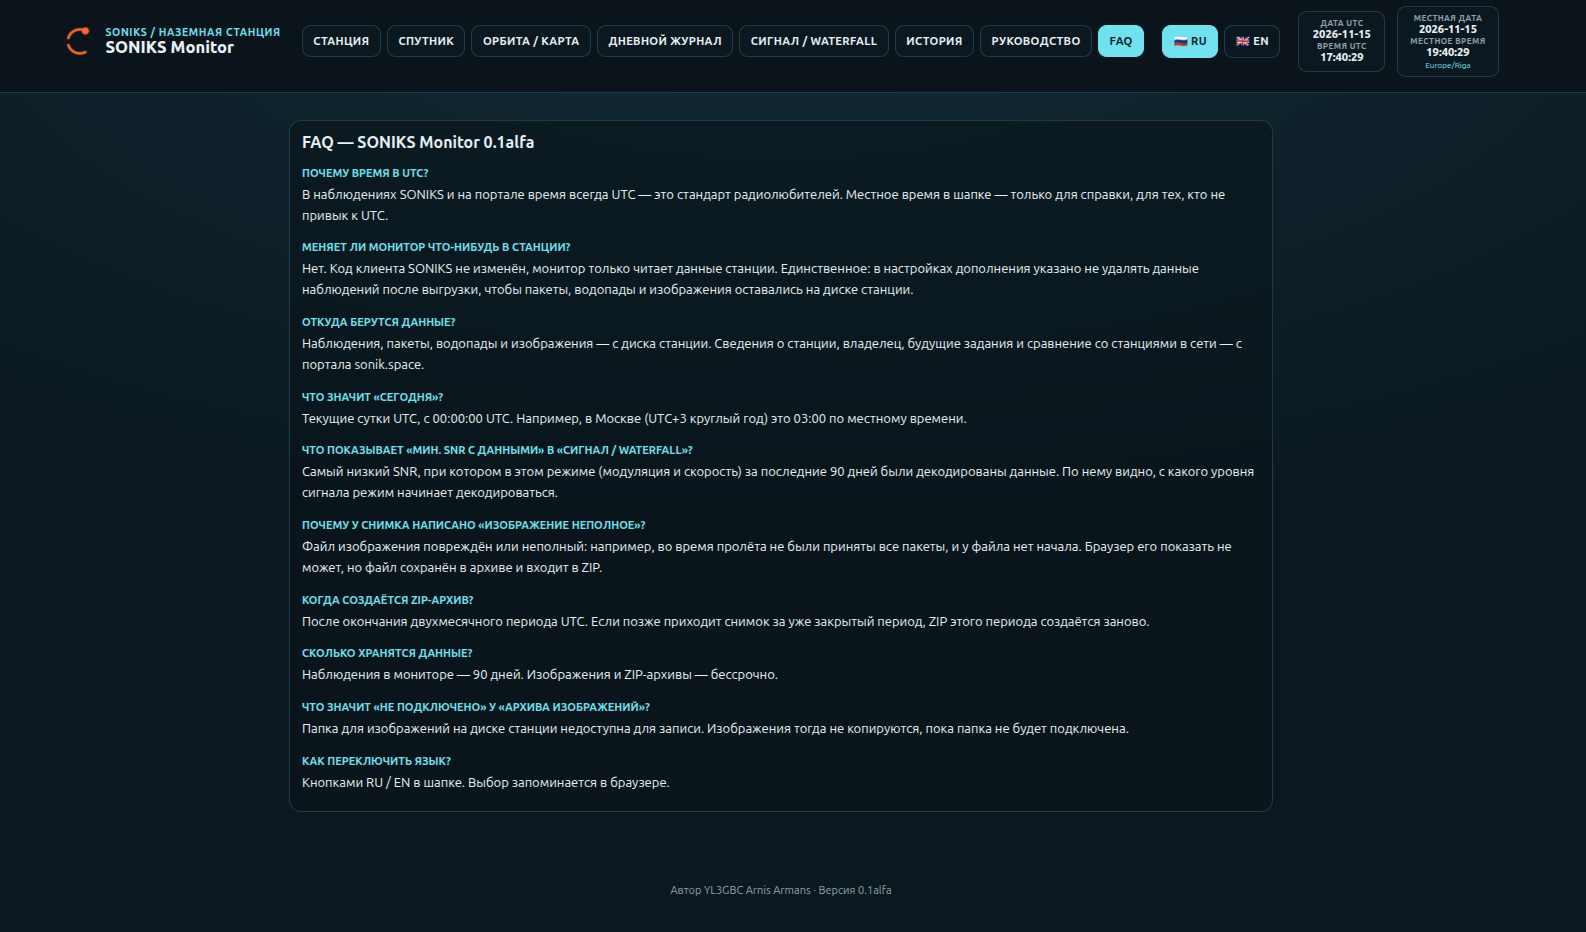 SONIKS / НАЗЕМНАЯ СТАНЦИЯ
SONIKS Monitor
СТАНЦИЯ
СПУТНИК
ОРБИТА / КАРТА
ДНЕВНОЙ ЖУРНАЛ
СИГНАЛ / WATERFALL
ИСТОРИЯ
РУКОВОДСТВО
FAQ
RU
EN
ДАТА UTC
2026-11-15
ВРЕМЯ UTC
17:40:29
МЕСТНАЯ ДАТА
2026-11-15
МЕСТНОЕ ВРЕМЯ
19:40:29
Europe/Riga
FAQ — SONIKS Monitor 0.1alfa
ПОЧЕМУ ВРЕМЯ В UTC?
В наблюдениях SONIKS и на портале время всегда UTC — это стандарт радиолюбителей. Местное время в шапке — только для справки, для тех, кто не
привык к UTC.
МЕНЯЕТ ЛИ МОНИТОР ЧТО-НИБУДЬ В СТАНЦИИ?
Нет. Код клиента SONIKS не изменён, монитор только читает данные станции. Единственное: в настройках дополнения указано не удалять данные
наблюдений после выгрузки, чтобы пакеты, водопады и изображения оставались на диске станции.
ОТКУДА БЕРУТСЯ ДАННЫЕ?
Наблюдения, пакеты, водопады и изображения — с диска станции. Сведения о станции, владелец, будущие задания и сравнение со станциями в сети — с
портала sonik.space.
ЧТО ЗНАЧИТ «СЕГОДНЯ»?
Текущие сутки UTC, с 00:00:00 UTC. Например, в Москве (UTC+3 круглый год) это 03:00 по местному времени.
ЧТО ПОКАЗЫВАЕТ «МИН. SNR С ДАННЫМИ» В «СИГНАЛ / WATERFALL»?
Самый низкий SNR, при котором в этом режиме (модуляция и скорость) за последние 90 дней были декодированы данные. По нему видно, с какого уровня
сигнала режим начинает декодироваться.
ПОЧЕМУ У СНИМКА НАПИСАНО «ИЗОБРАЖЕНИЕ НЕПОЛНОЕ»?
Файл изображения повреждён или неполный: например, во время пролёта не были приняты все пакеты, и у файла нет начала. Браузер его показать не
может, но файл сохранён в архиве и входит в ZIP.
КОГДА СОЗДАЁТСЯ ZIP-АРХИВ?
После окончания двухмесячного периода UTC. Если позже приходит снимок за уже закрытый период, ZIP этого периода создаётся заново.
СКОЛЬКО ХРАНЯТСЯ ДАННЫЕ?
Наблюдения в мониторе — 90 дней. Изображения и ZIP-архивы — бессрочно.
ЧТО ЗНАЧИТ «НЕ ПОДКЛЮЧЕНО» У «АРХИВА ИЗОБРАЖЕНИЙ»?
Папка для изображений на диске станции недоступна для записи. Изображения тогда не копируются, пока папка не будет подключена.
КАК ПЕРЕКЛЮЧИТЬ ЯЗЫК?
Кнопками RU / EN в шапке. Выбор запоминается в браузере.
Автор YL3GBC Arnis Armans · Версия 0.1alfa